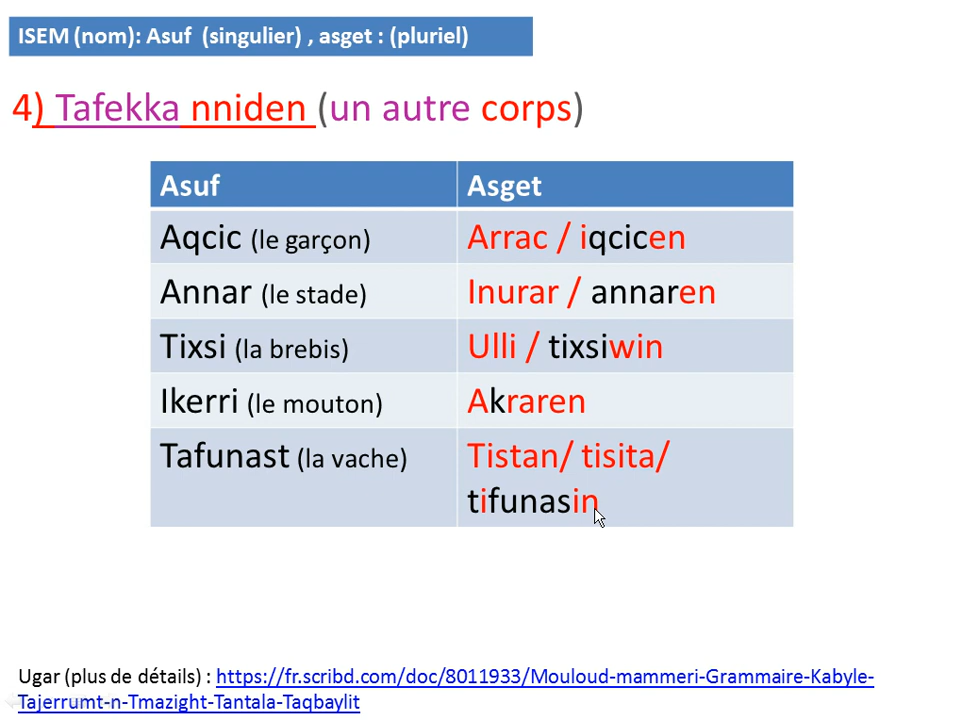 ISEM (nom): Asuf  (singulier) , asget : (pluriel)
4) Tafekka nniden (un autre corps)
Asuf Asget
Aqcic (le garçon) Arrac / iqcicen
Annar (le stade) Inurar / annaren
Tixsi (la brebis) Ulli / tixsiwin
Ikerri (le mouton) Akraren
Tafunast (la vache) Tistan/ tisita/
tifunasin
Ugar (plus de détails) : https://fr.scribd.com/doc/8011933/Mouloud-mammeri-Grammaire-Kabyle-
Tajerrumt-n-Tmazight-Tantala-Taqbaylit